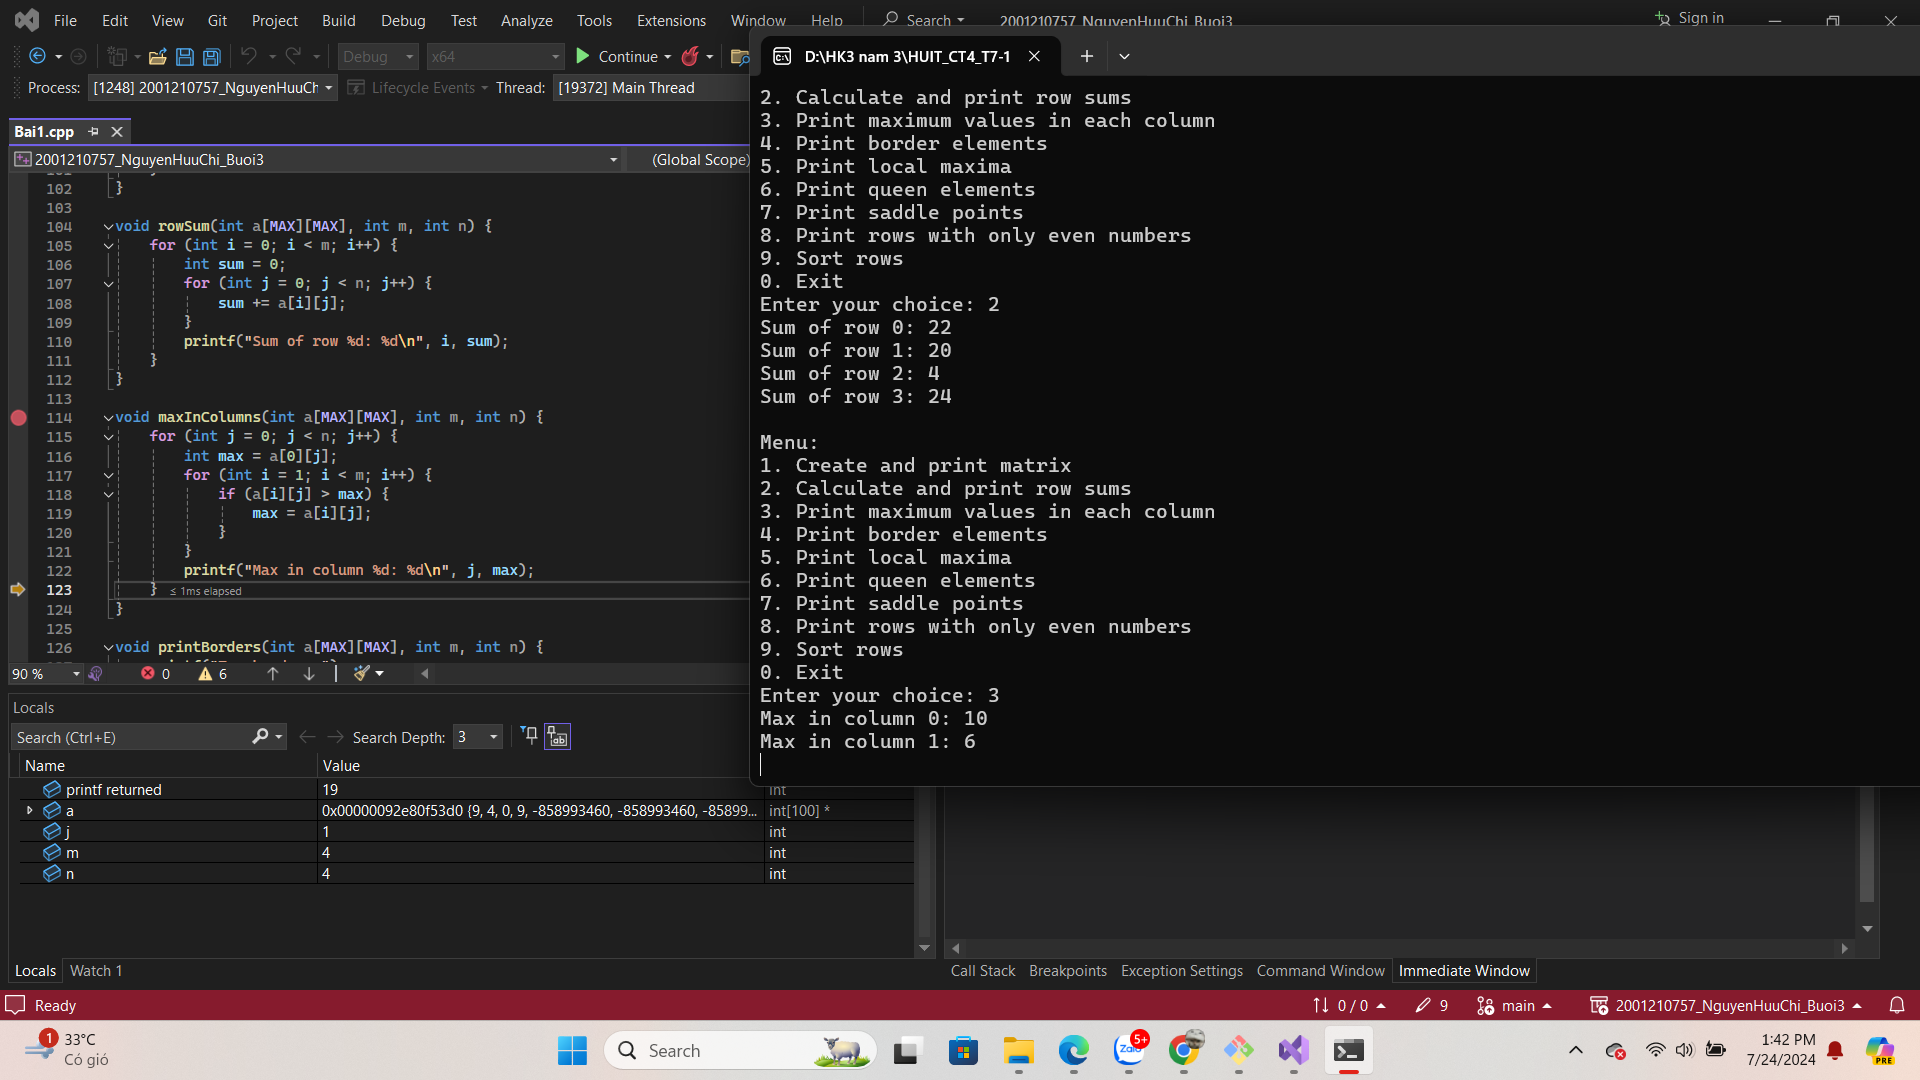 File Edit View Git Project Build Debug Test Analyze Tools Extensions Window Help Search 2001210757_NguyenHuuChi_Buoi3 Sign in
Debug x64 Continue
Process: [1248] 2001210757_NguyenHuuCh Lifecycle Events Thread: [19372] Main Thread
Bai1.cpp
2001210757_NguyenHuuChi_Buoi3 (Global Scope)
102 }
103
104 void rowSum(int a[MAX][MAX], int m, int n) {
105 for (int i = 0; i < m; i++) {
106 int sum = 0;
107 for (int j = 0; j < n; j++) {
108 sum += a[i][j];
109 }
110 printf("Sum of row %d: %d\n", i, sum);
111 }
112 }
113
114 void maxInColumns(int a[MAX][MAX], int m, int n) {
115 for (int j = 0; j < n; j++) {
116 int max = a[0][j];
117 for (int i = 1; i < m; i++) {
118 if (a[i][j] > max) {
119 max = a[i][j];
120 }
121 }
122 printf("Max in column %d: %d\n", j, max);
123 } ≤ 1ms elapsed
124 }
125
126 void printBorders(int a[MAX][MAX], int m, int n) {
90 % 0 6
D:\HK3 nam 3\HUIT_CT4_T7-1
2. Calculate and print row sums
3. Print maximum values in each column
4. Print border elements
5. Print local maxima
6. Print queen elements
7. Print saddle points
8. Print rows with only even numbers
9. Sort rows
0. Exit
Enter your choice: 2
Sum of row 0: 22
Sum of row 1: 20
Sum of row 2: 4
Sum of row 3: 24
Menu:
1. Create and print matrix
2. Calculate and print row sums
3. Print maximum values in each column
4. Print border elements
5. Print local maxima
6. Print queen elements
7. Print saddle points
8. Print rows with only even numbers
9. Sort rows
0. Exit
Enter your choice: 3
Max in column 0: 10
Max in column 1: 6
Locals
Search (Ctrl+E) Search Depth: 3
Name Value
printf returned 19 int
a 0x00000092e80f53d0 {9, 4, 0, 9, -858993460, -858993460, -85899... int[100] *
j 1 int
m 4 int
n 4 int
Locals Watch 1
Call Stack Breakpoints Exception Settings Command Window Immediate Window
Ready 0 / 0 9 main 2001210757_NguyenHuuChi_Buoi3
1 33°C
Có gió
Search
Zalo 5+
1:42 PM
7/24/2024
PRE